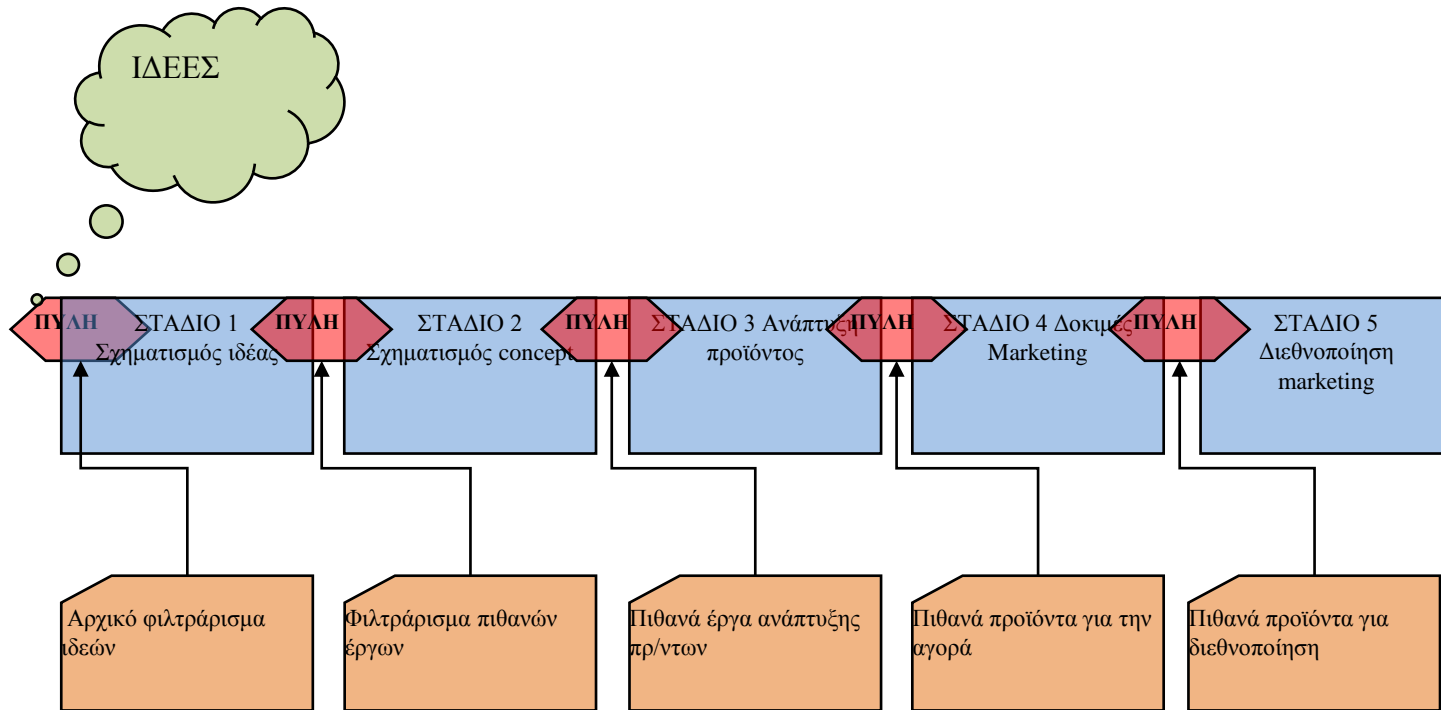 ΙΔΕΕΣ
ΠΥΛΗ
ΣΤΑΔΙΟ 1
Σχηματισμός ιδέας
ΠΥΛΗ
ΣΤΑΔΙΟ 2
Σχηματισμός concept
ΠΥΛΗ
ΣΤΑΔΙΟ 3 Ανάπτυξη
προϊόντος
ΠΥΛΗ
ΣΤΑΔΙΟ 4 Δοκιμές
Marketing
ΠΥΛΗ
ΣΤΑΔΙΟ 5
Διεθνοποίηση
marketing
Αρχικό φιλτράρισμα
ιδεών
Φιλτράρισμα πιθανών
έργων
Πιθανά έργα ανάπτυξης
πρ/ντων
Πιθανά προϊόντα για την
αγορά
Πιθανά προϊόντα για
διεθνοποίηση